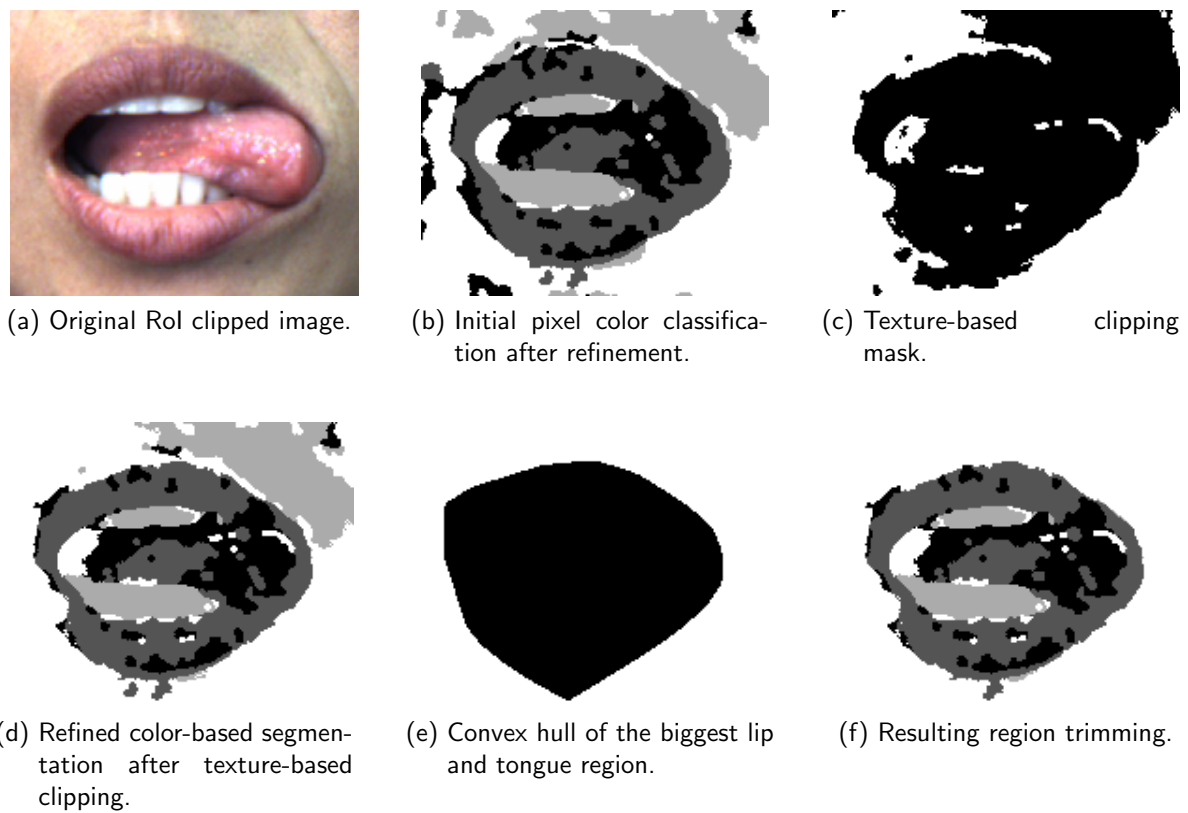 (a) Original RoI clipped image.
(b) Initial pixel color classifica-
tion after refinement.
(c) Texture-based clipping
mask.
(d) Refined color-based segmen-
tation after texture-based
clipping.
(e) Convex hull of the biggest lip
and tongue region.
(f) Resulting region trimming.